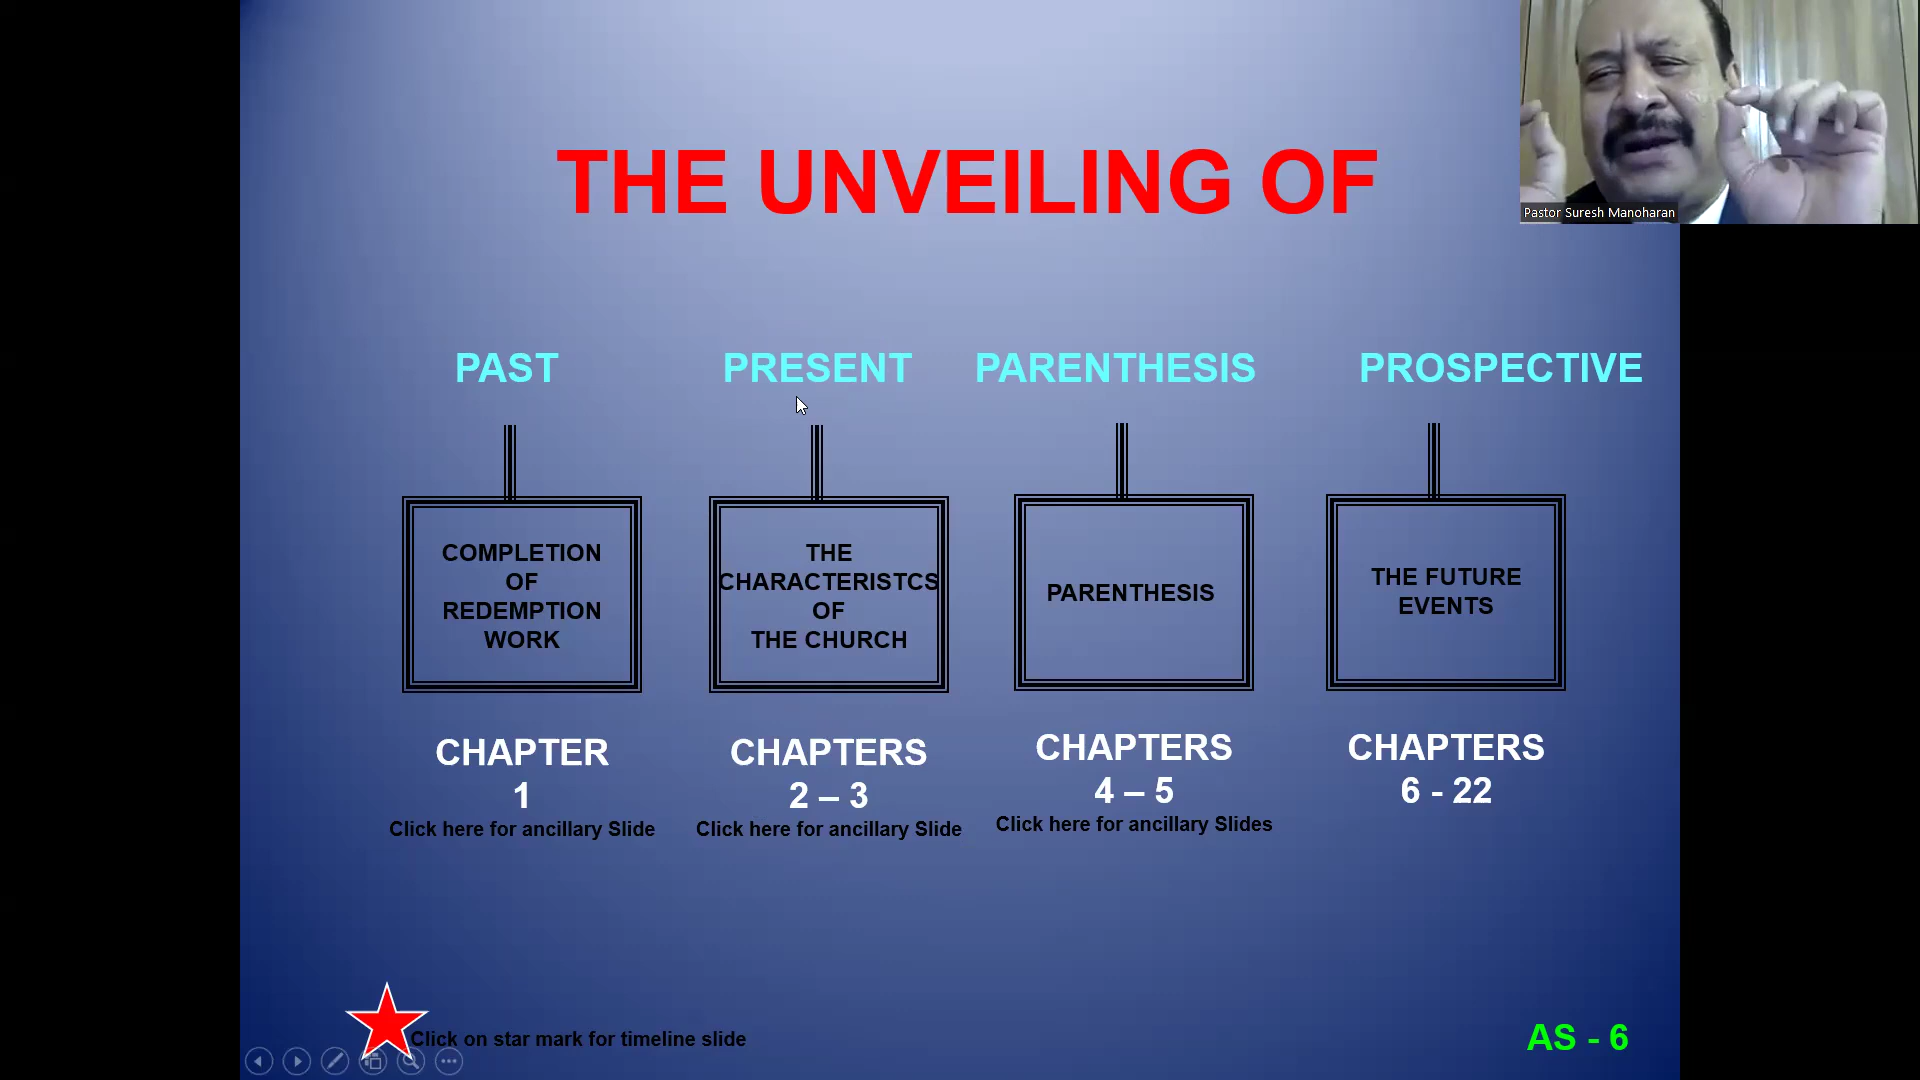 THE UNVEILING OF
Pastor Suresh Manoharan
PAST
PRESENT
PARENTHESIS
PROSPECTIVE
COMPLETION
OF
REDEMPTION
WORK
THE
CHARACTERISTCS
OF
THE CHURCH
PARENTHESIS
THE FUTURE
EVENTS
CHAPTER
1
Click here for ancillary Slide
CHAPTERS
2 – 3
Click here for ancillary Slide
CHAPTERS
4 – 5
Click here for ancillary Slides
CHAPTERS
6 - 22
Click on star mark for timeline slide
AS - 6